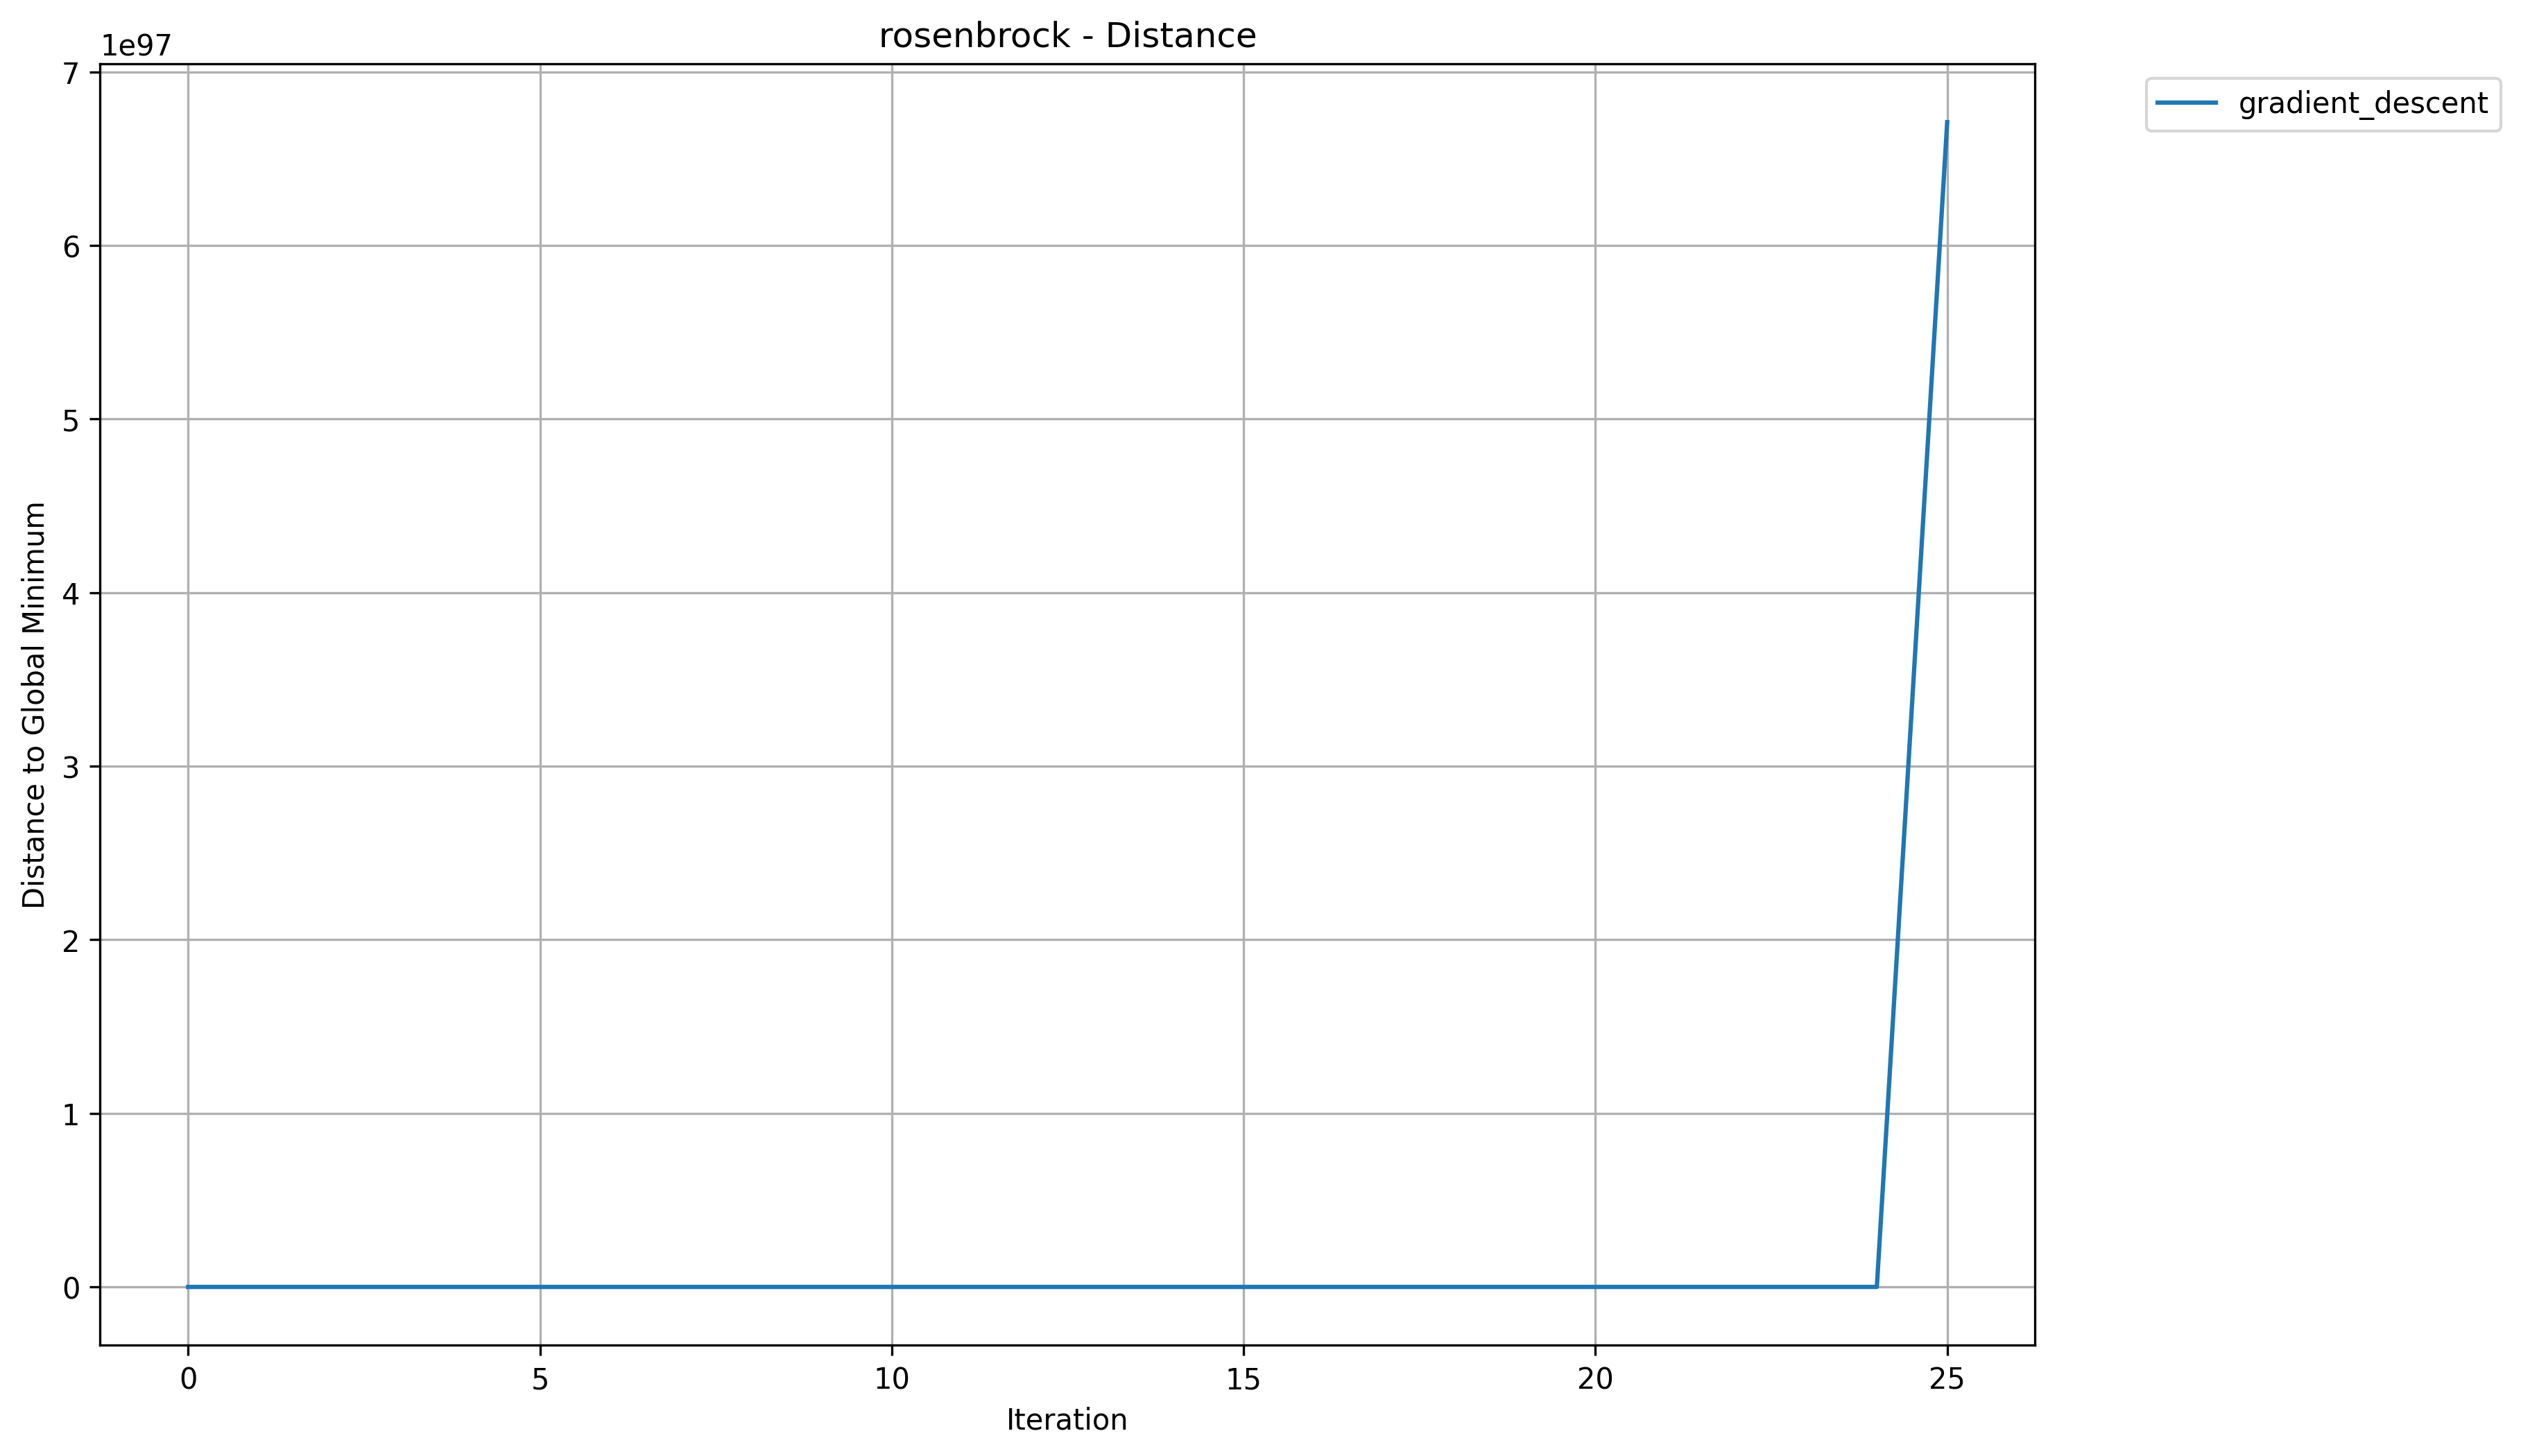 rosenbrock - Distance
1e97
7
6
5
4
3
2
1
0
Distance to Global Minimum
0 5 10 15 20 25
Iteration
gradient_descent